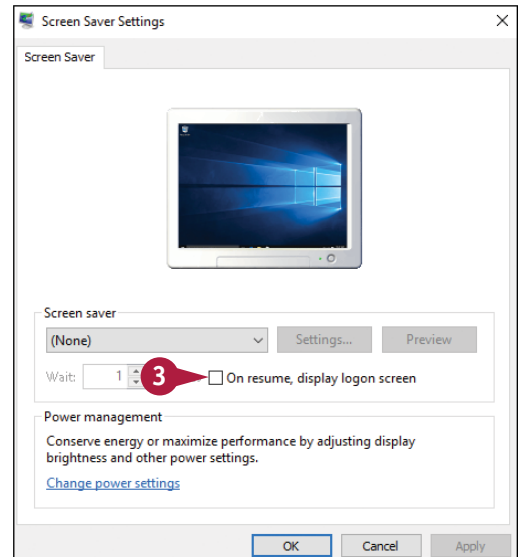 Screen Saver Settings
Screen Saver
Screen saver
(None)
Settings...
Preview
Wait: 1
3
On resume, display logon screen
Power management
Conserve energy or maximize performance by adjusting display
brightness and other power settings.
Change power settings
OK
Cancel
Apply